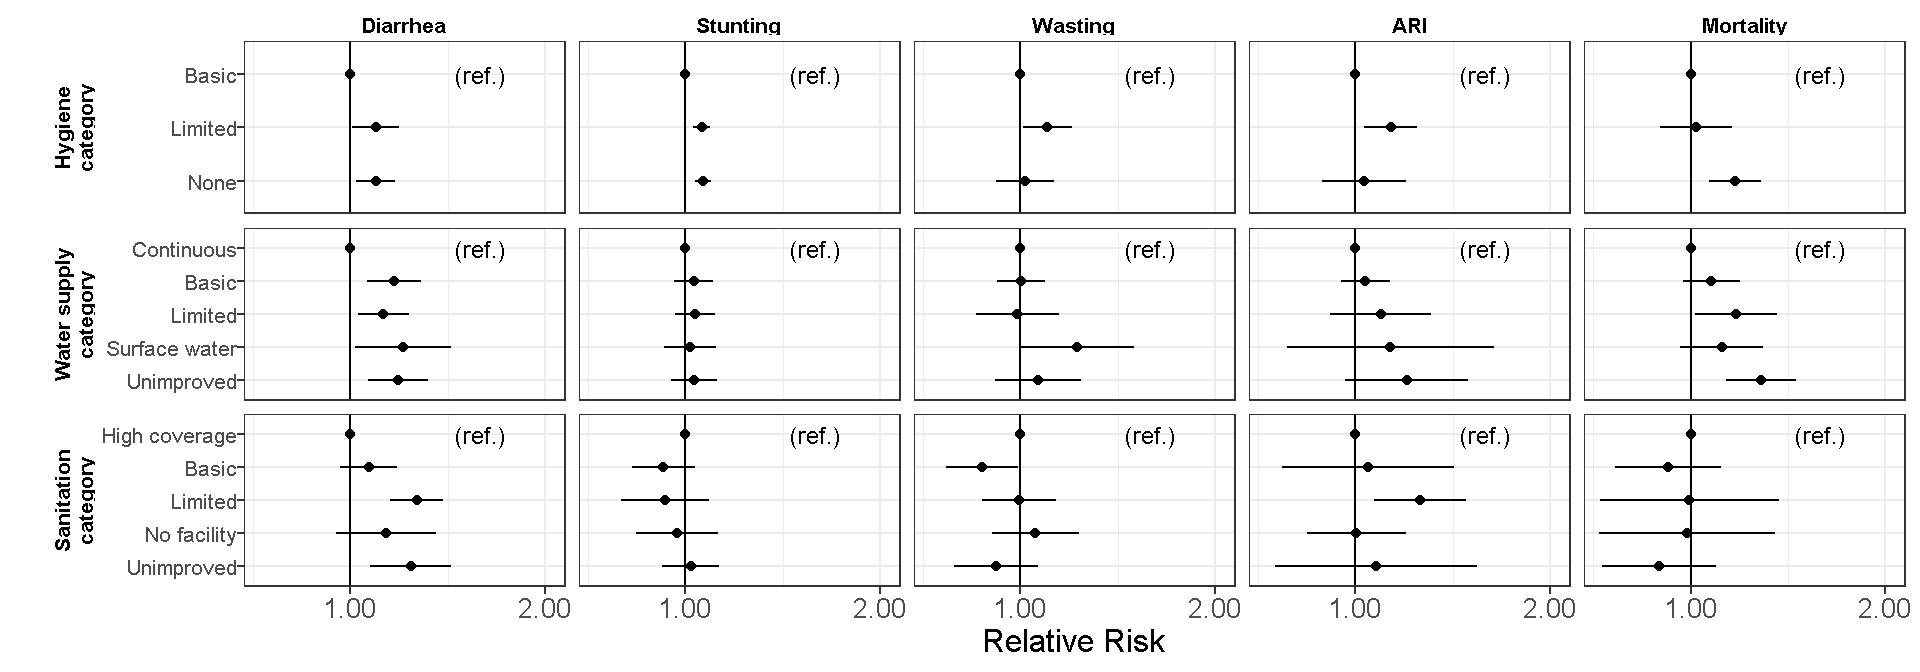 Diarrhea Stunting Wasting ARI Mortality
Hygiene
category
Basic (ref.) (ref.) (ref.) (ref.) (ref.)
Limited
None
Water supply
category
Continuous (ref.) (ref.) (ref.) (ref.) (ref.)
Basic
Limited
Surface water
Unimproved
Sanitation
category
High coverage (ref.) (ref.) (ref.) (ref.) (ref.)
Basic
Limited
No facility
Unimproved
1.00 2.00 1.00 2.00 1.00 2.00 1.00 2.00 1.00 2.00
Relative Risk